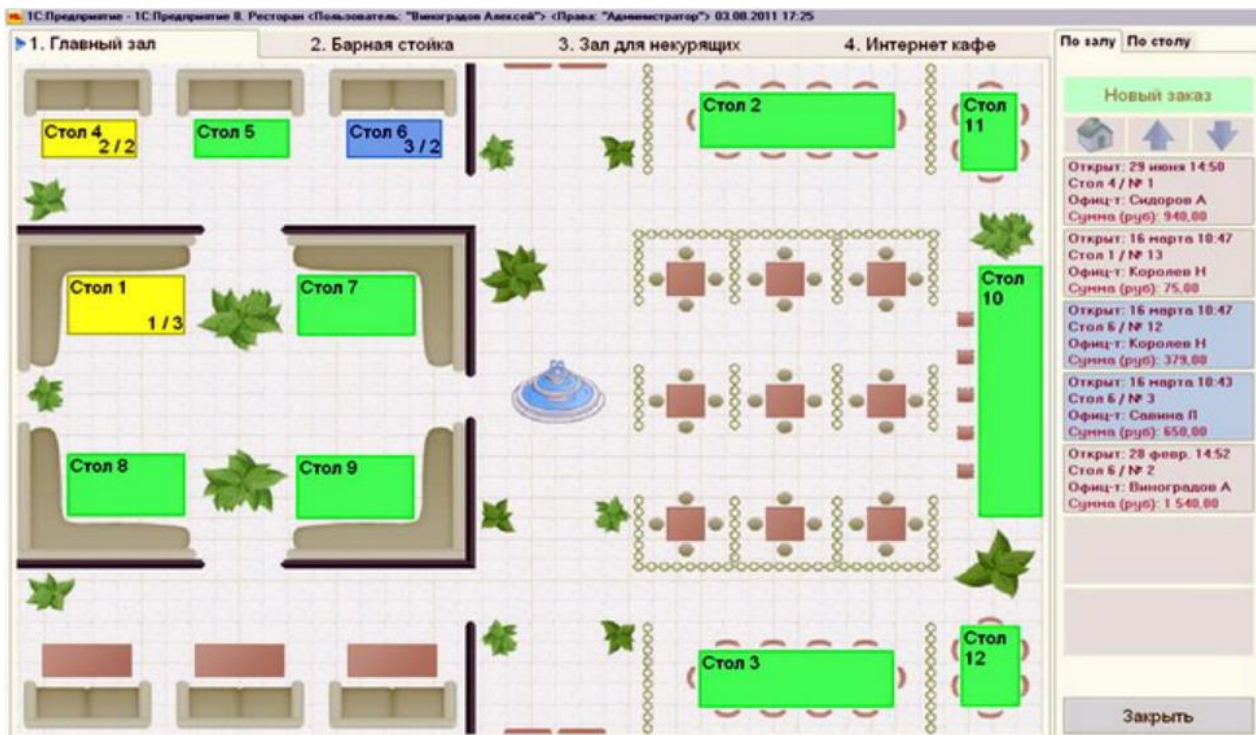 1С:Предприятие - 1С:Предприятие 8. Ресторан <Пользователь: "Виноградов Алексей"> <Права: "Администратор"> 03.08.2011 17:25
1. Главный зал
2. Барная стойка
3. Зал для некурящих
4. Интернет кафе
По залу По столу
Новый заказ
Стол 4
2 / 2
Стол 5
Стол 6
3 / 2
Стол 2
Стол
11
Стол 1
1 / 3
Стол 7
Стол
10
Стол 8
Стол 9
Стол 3
Стол
12
Открыт: 29 июня 14:50
Стол 4 / № 1
Офиц-т: Сидоров А
Сумма (руб): 940,00
Открыт: 16 марта 10:47
Стол 1 / № 13
Офиц-т: Королев Н
Сумма (руб): 75,00
Открыт: 16 марта 10:47
Стол 6 / № 12
Офиц-т: Королев Н
Сумма (руб): 379,00
Открыт: 16 марта 10:43
Стол 6 / № 3
Офиц-т: Савина Л
Сумма (руб): 650,00
Открыт: 28 февр. 14:52
Стол 6 / № 2
Офиц-т: Виноградов А
Сумма (руб): 1 540,00
Закрыть